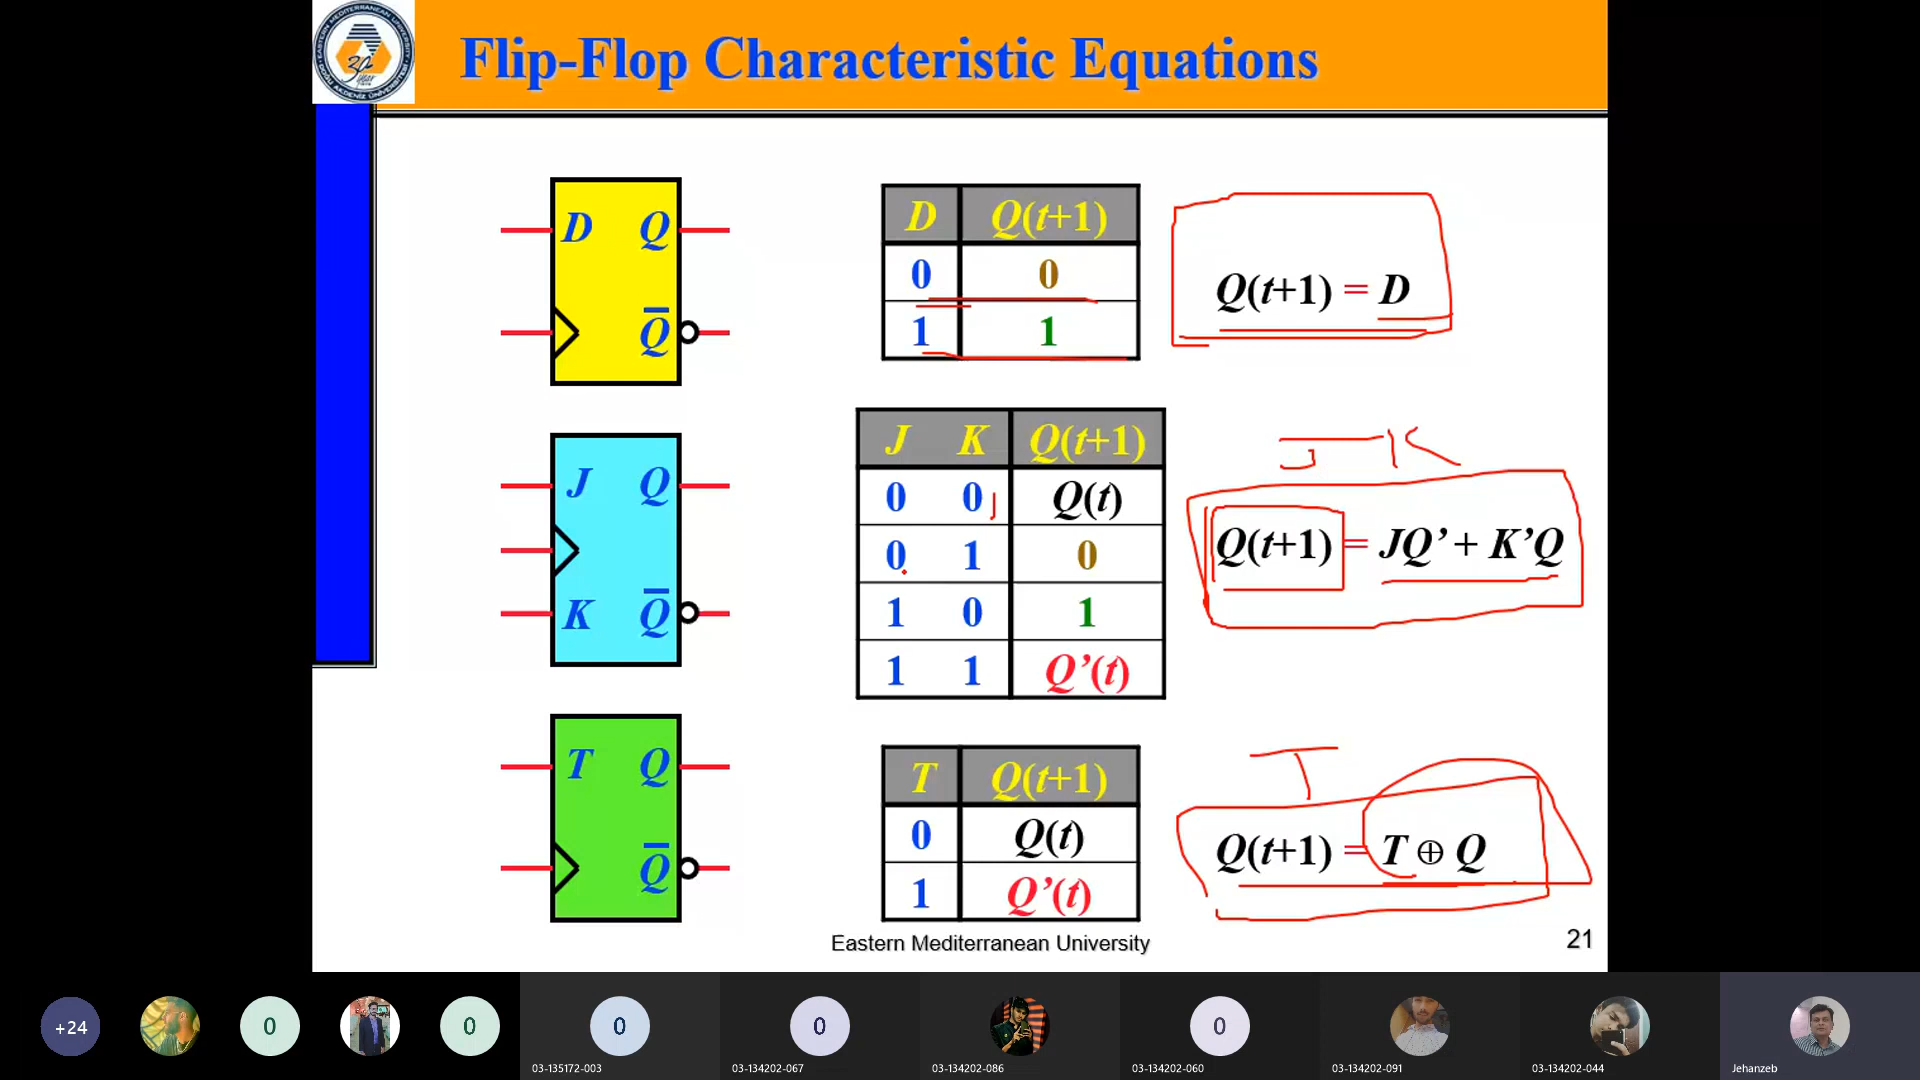 Flip-Flop Characteristic Equations
D Q
Q̅
D Q(t+1)
0 0
1 1
Q(t+1) = D
J Q
K Q̅
J K Q(t+1)
0 0 Q(t)
0 1 0
1 0 1
1 1 Q’(t)
J K
Q(t+1) = JQ’ + K’Q
T Q
Q̅
T Q(t+1)
0 Q(t)
1 Q’(t)
T
Q(t+1) = T ⊕ Q
Eastern Mediterranean University
21
+24
0
0
0
0
0
03-135172-003
03-134202-067
03-134202-086
03-134202-060
03-134202-091
03-134202-044
Jehanzeb